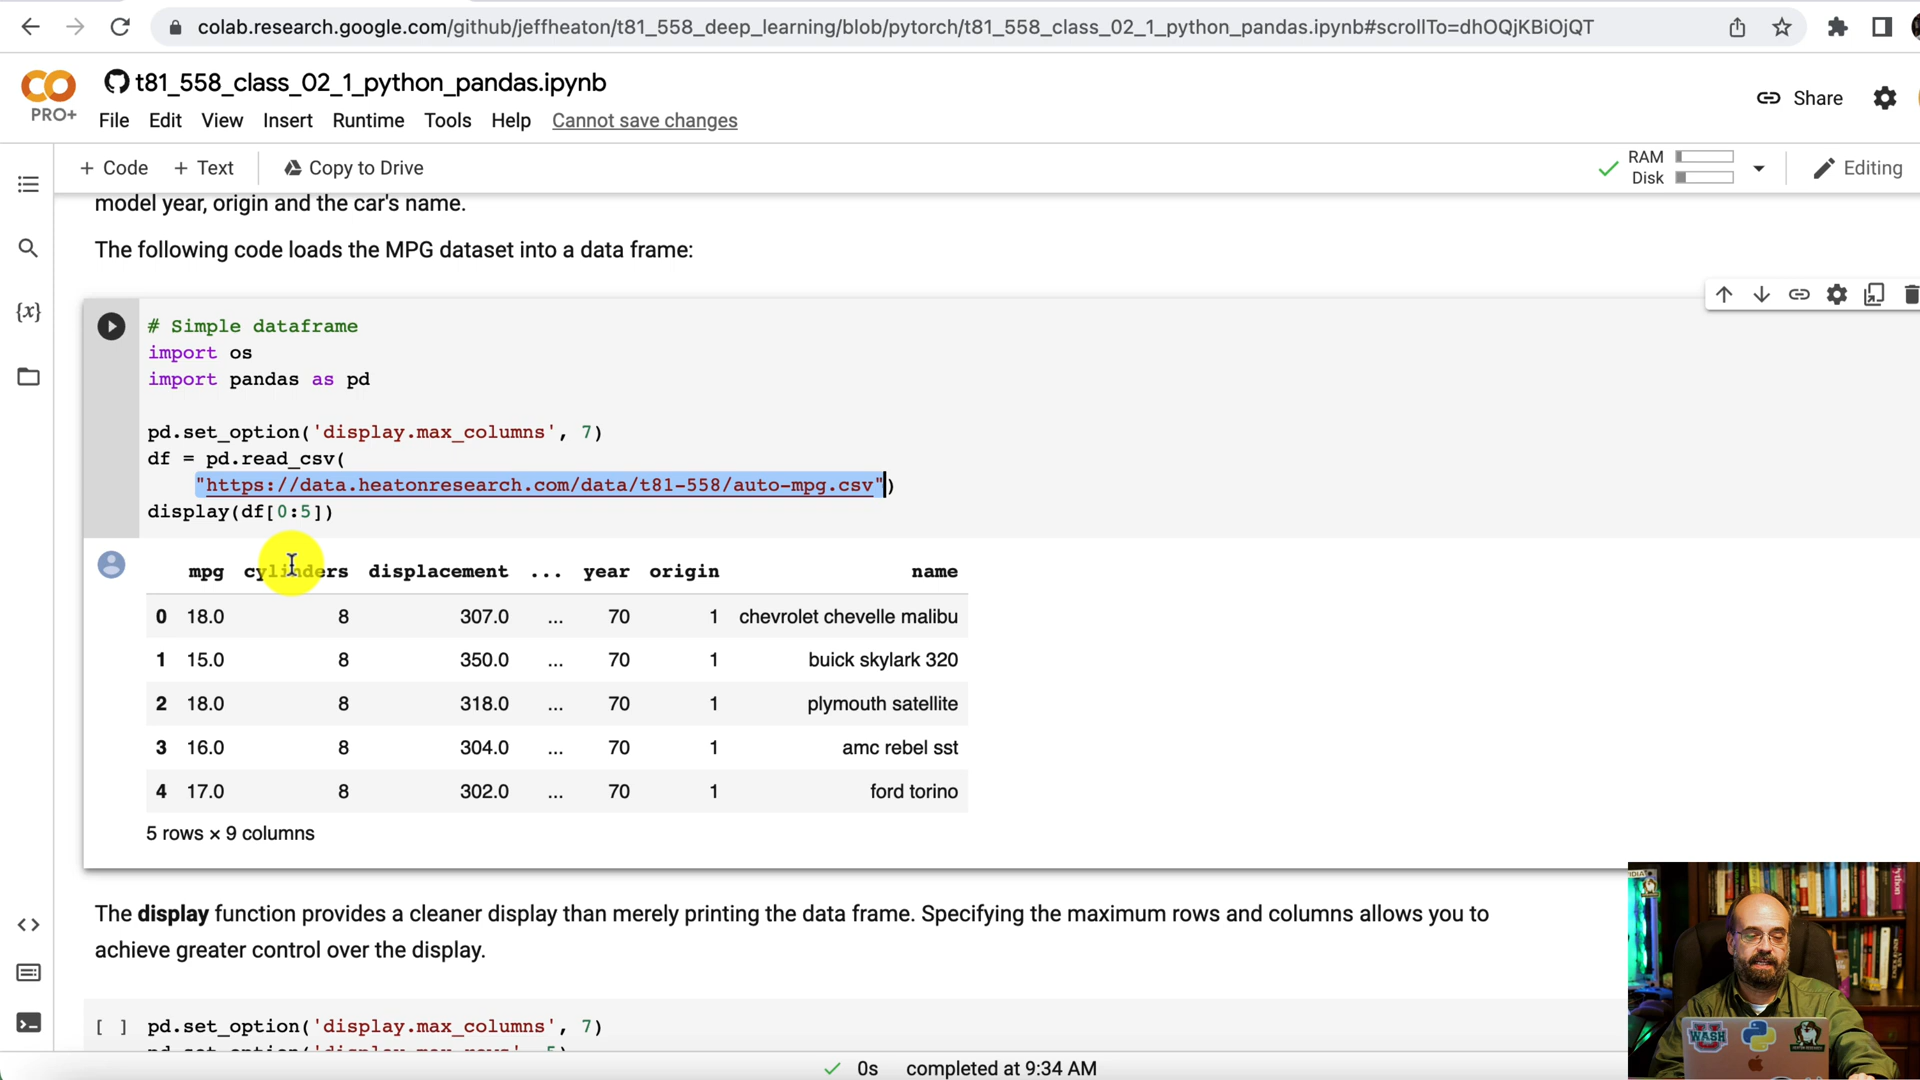 colab.research.google.com/github/jeffheaton/t81_558_deep_learning/blob/pytorch/t81_558_class_02_1_python_pandas.ipynb#scrollTo=dhOQjKBiOjQT
t81_558_class_02_1_python_pandas.ipynb
PRO+
File Edit View Insert Runtime Tools Help Cannot save changes
Share
+ Code + Text Copy to Drive
RAM
Disk
Editing
model year, origin and the car's name.
The following code loads the MPG dataset into a data frame:
{x}
# Simple dataframe
import os
import pandas as pd
pd.set_option('display.max_columns', 7)
df = pd.read_csv(
"https://data.heatonresearch.com/data/t81-558/auto-mpg.csv")
display(df[0:5])
mpg cylinders displacement ... year origin name
0 18.0 8 307.0 ... 70 1 chevrolet chevelle malibu
1 15.0 8 350.0 ... 70 1 buick skylark 320
2 18.0 8 318.0 ... 70 1 plymouth satellite
3 16.0 8 304.0 ... 70 1 amc rebel sst
4 17.0 8 302.0 ... 70 1 ford torino
5 rows × 9 columns
The display function provides a cleaner display than merely printing the data frame. Specifying the maximum rows and columns allows you to
achieve greater control over the display.
[ ] pd.set_option('display.max_columns', 7)
0s completed at 9:34 AM
WASH